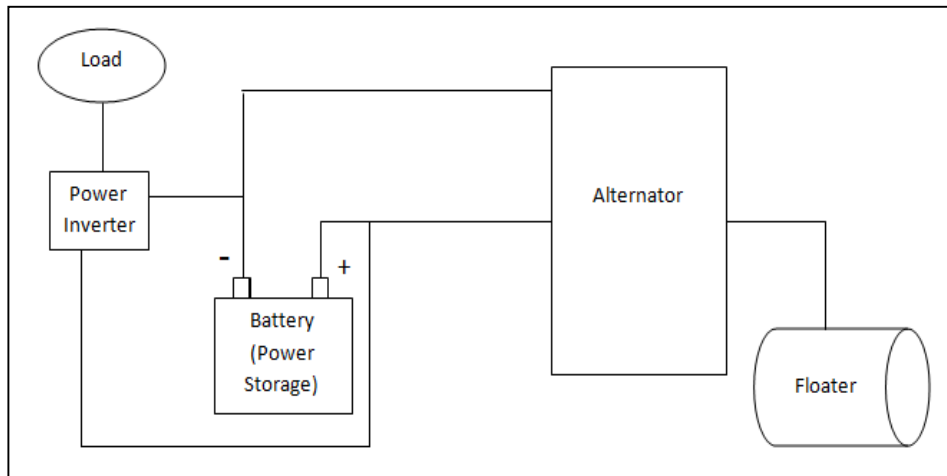 Load
Power
Inverter
Alternator
-
+
Battery
(Power
Storage)
Floater